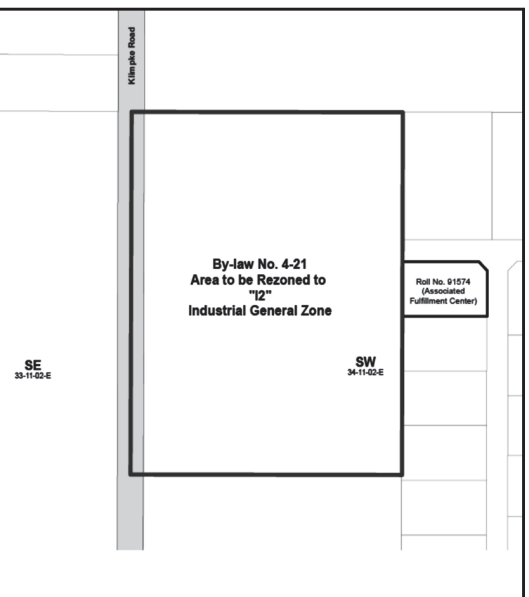 Klimpke Road
By-law No. 4-21
Area to be Rezoned to
"I2"
Industrial General Zone
Roll No. 91574
(Associated
Fulfillment Center)
SE
33-11-02-E
SW
34-11-02-E